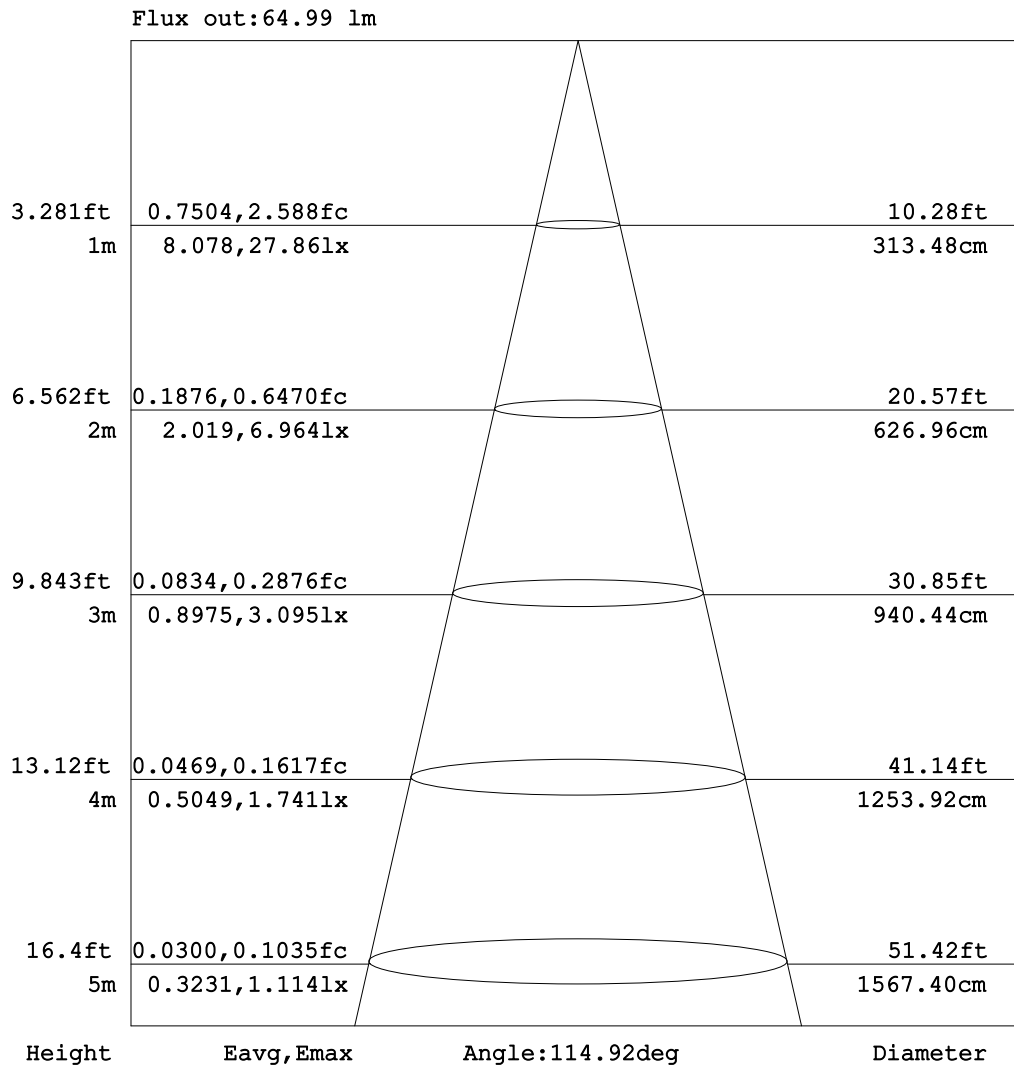 Flux out:64.99 lm
3.281ft 0.7504,2.588fc 10.28ft
1m 8.078,27.86lx 313.48cm
6.562ft 0.1876,0.6470fc 20.57ft
2m 2.019,6.964lx 626.96cm
9.843ft 0.0834,0.2876fc 30.85ft
3m 0.8975,3.095lx 940.44cm
13.12ft 0.0469,0.1617fc 41.14ft
4m 0.5049,1.741lx 1253.92cm
16.4ft 0.0300,0.1035fc 51.42ft
5m 0.3231,1.114lx 1567.40cm
Height Eavg,Emax Angle:114.92deg Diameter